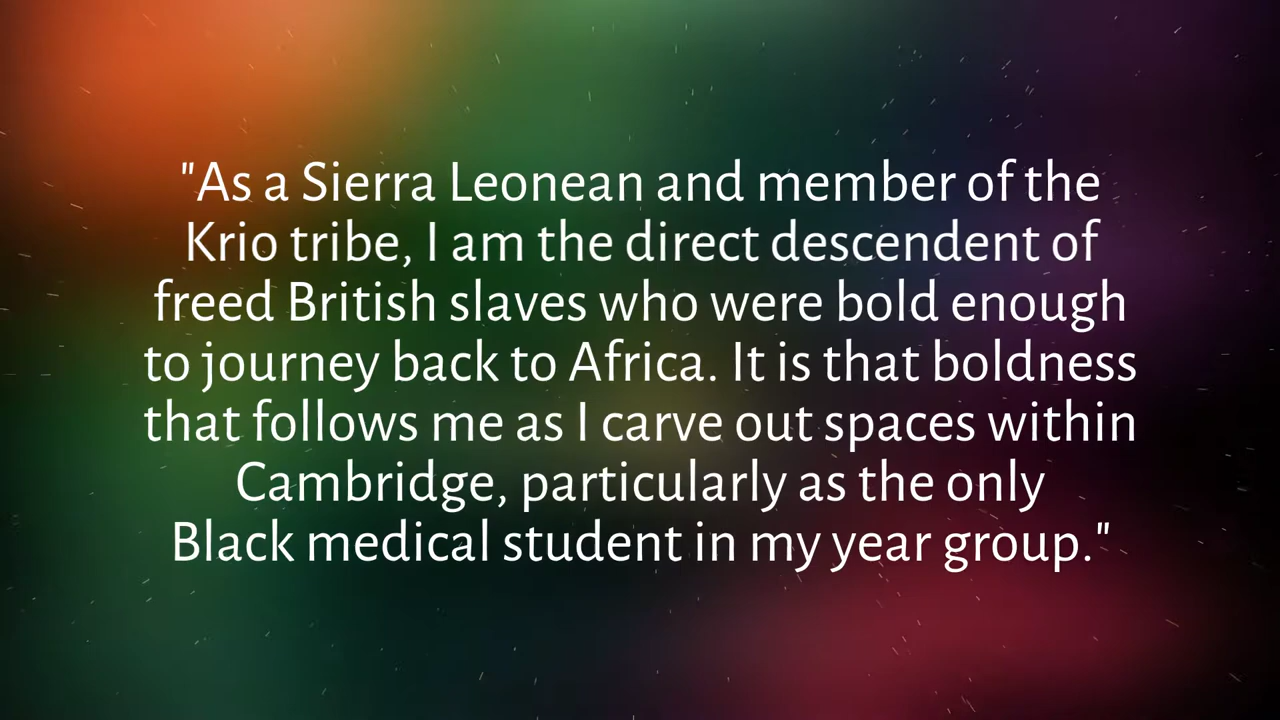 "As a Sierra Leonean and member of the
Krio tribe, I am the direct descendent of
freed British slaves who were bold enough
to journey back to Africa. It is that boldness
that follows me as I carve out spaces within
Cambridge, particularly as the only
Black medical student in my year group."